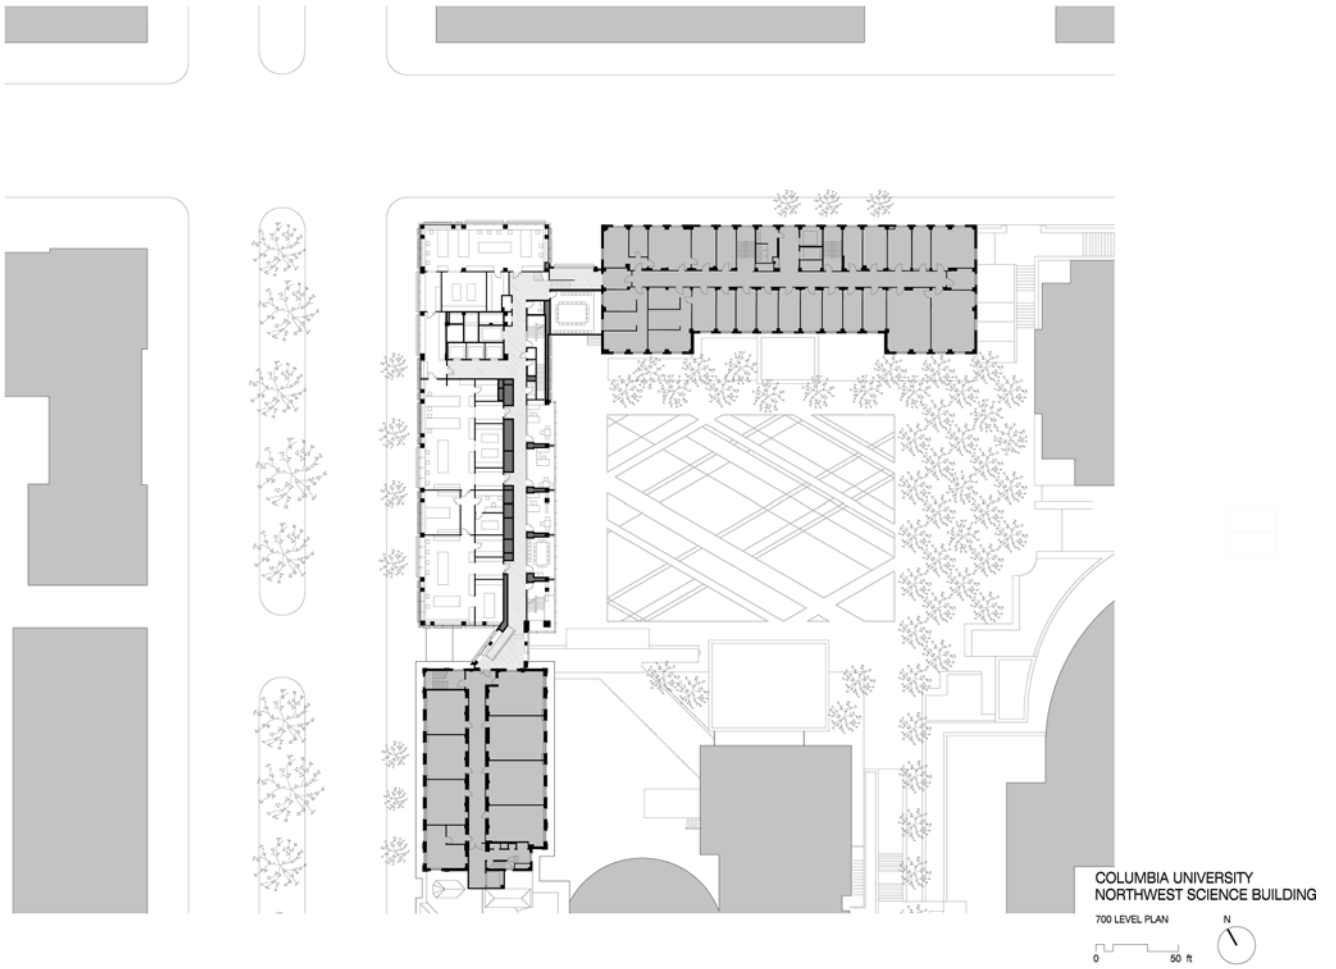 COLUMBIA UNIVERSITY
NORTHWEST SCIENCE BUILDING
700 LEVEL PLAN
N
0 50 ft